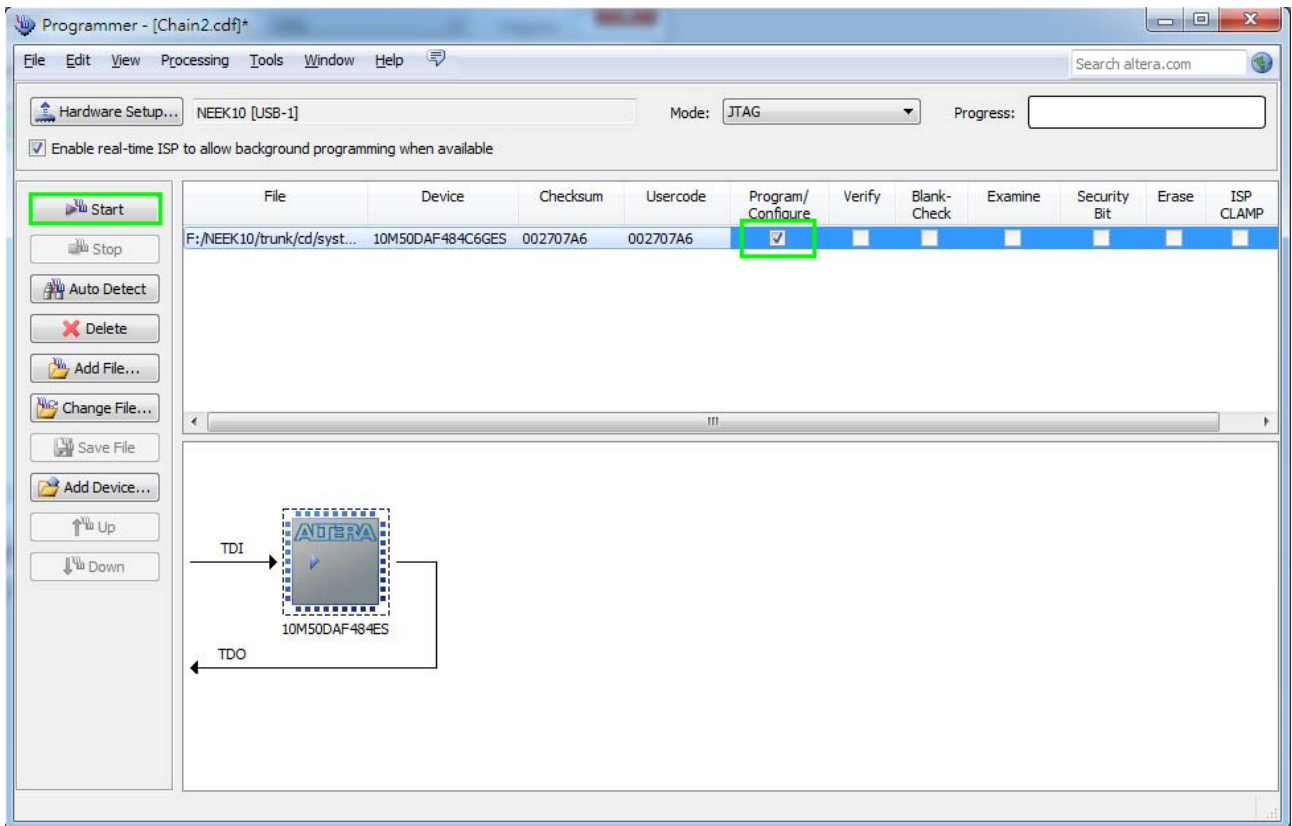 Programmer - [Chain2.cdf]*
File Edit View Processing Tools Window Help
Search altera.com
Hardware Setup... NEEK10 [USB-1] Mode: JTAG Progress:
Enable real-time ISP to allow background programming when available
File Device Checksum Usercode Program/ Configure Verify Blank- Check Examine Security Bit Erase ISP CLAMP
F:/NEEK10/trunk/cd/syst... 10M50DAF484C6GES 002707A6 002707A6
Start
Stop
Auto Detect
Delete
Add File...
Change File...
Save File
Add Device...
Up
Down
TDI
ALTERA
10M50DAF484ES
TDO